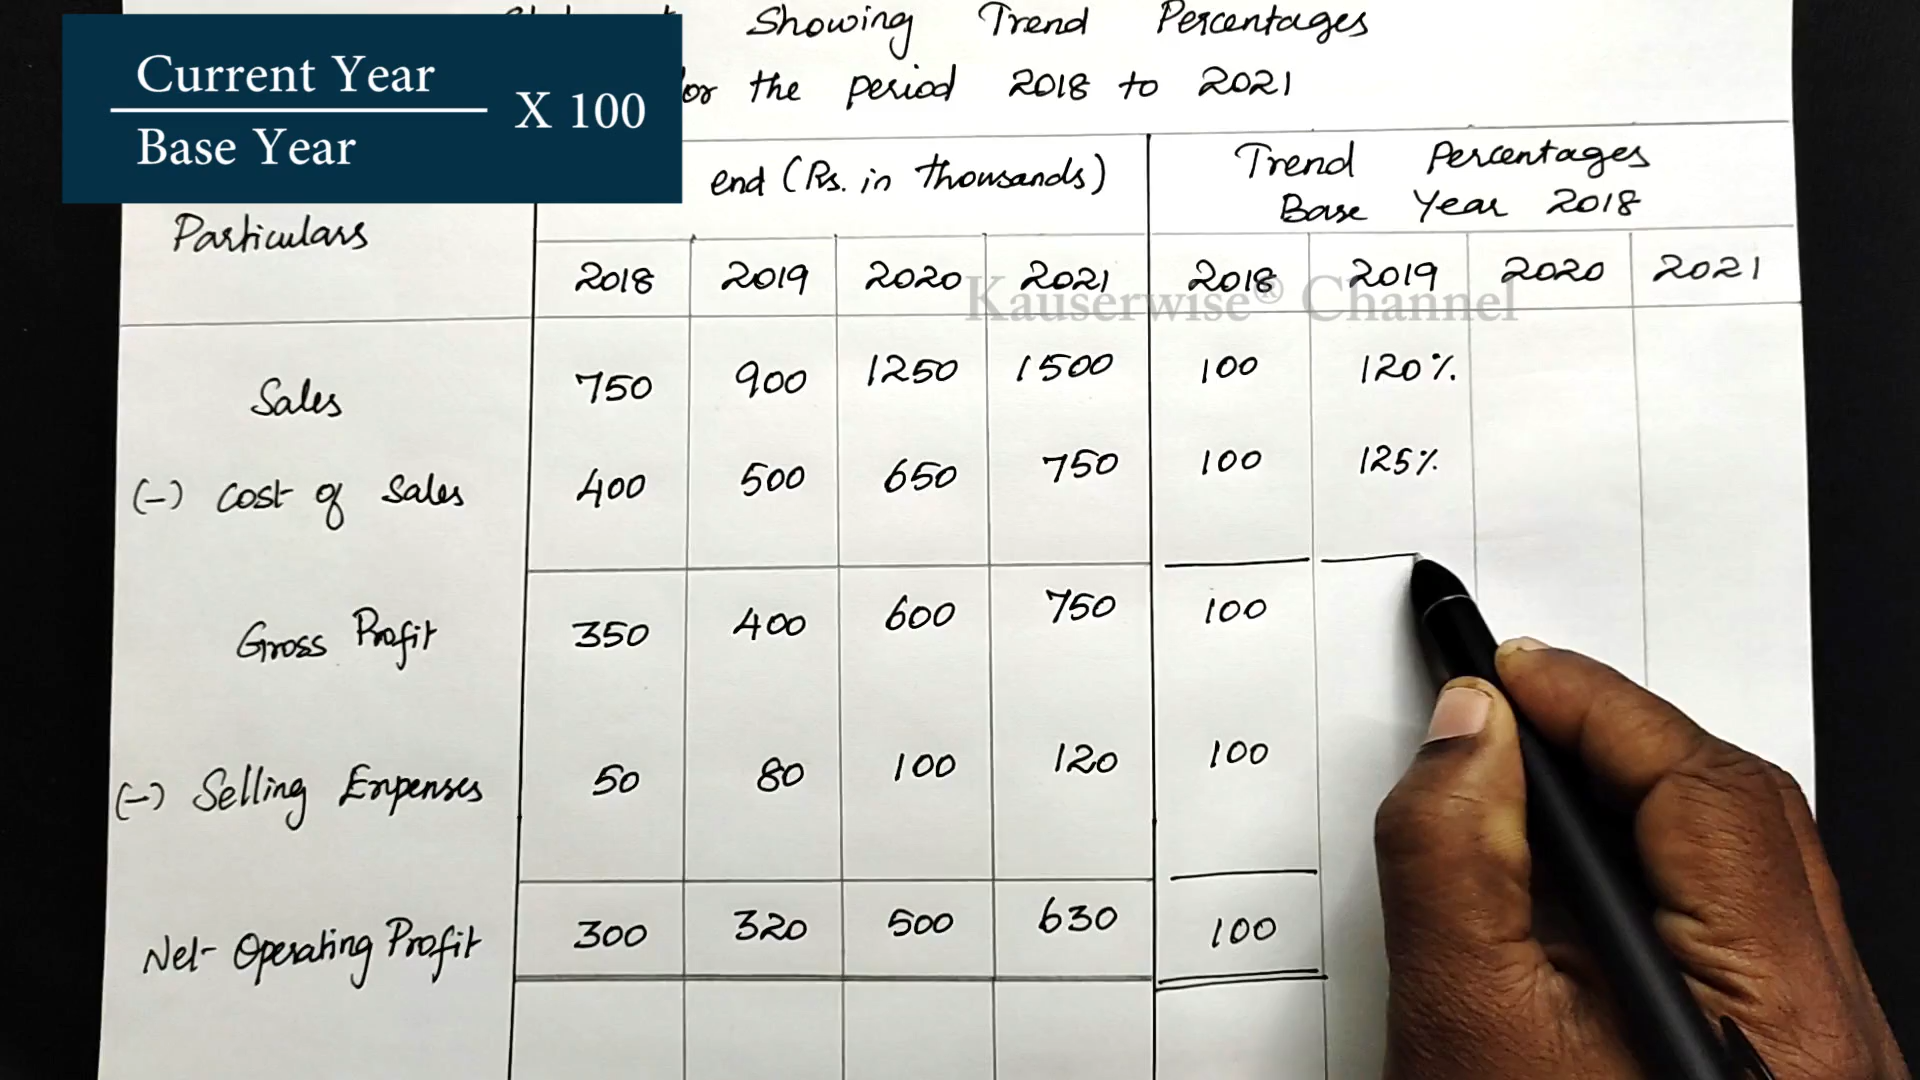 Showing Trend Percentages
Current Year
Base Year
X 100
for the period 2018 to 2021
end (Rs. in thousands)
Trend Percentages
Base Year 2018
Particulars
2018 2019 2020 2021 2018 2019 2020 2021
Kauserwise® Channel
Sales 750 900 1250 1500 100 120%.
(-) Cost of Sales 400 500 650 750 100 125%.
Gross Profit 350 400 600 750 100
(-) Selling Expenses 50 80 100 120 100
Net- Operating Profit 300 320 500 630 100